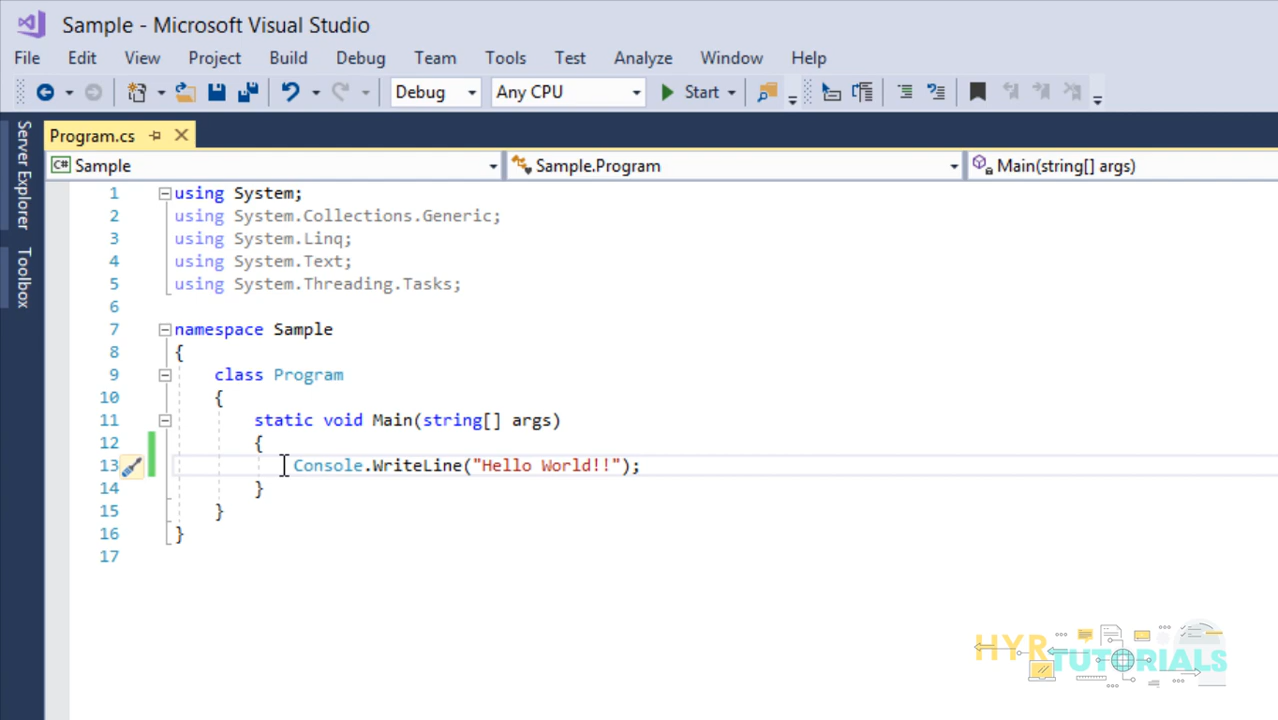 Sample - Microsoft Visual Studio
File Edit View Project Build Debug Team Tools Test Analyze Window Help
Debug Any CPU Start
Program.cs
C# Sample Sample.Program Main(string[] args)
Server Explorer
Toolbox
1 using System;
2 using System.Collections.Generic;
3 using System.Linq;
4 using System.Text;
5 using System.Threading.Tasks;
6
7 namespace Sample
8 {
9 class Program
10 {
11 static void Main(string[] args)
12 {
13 Console.WriteLine("Hello World!!");
14 }
15 }
16 }
17
HYR
TUTORIALS